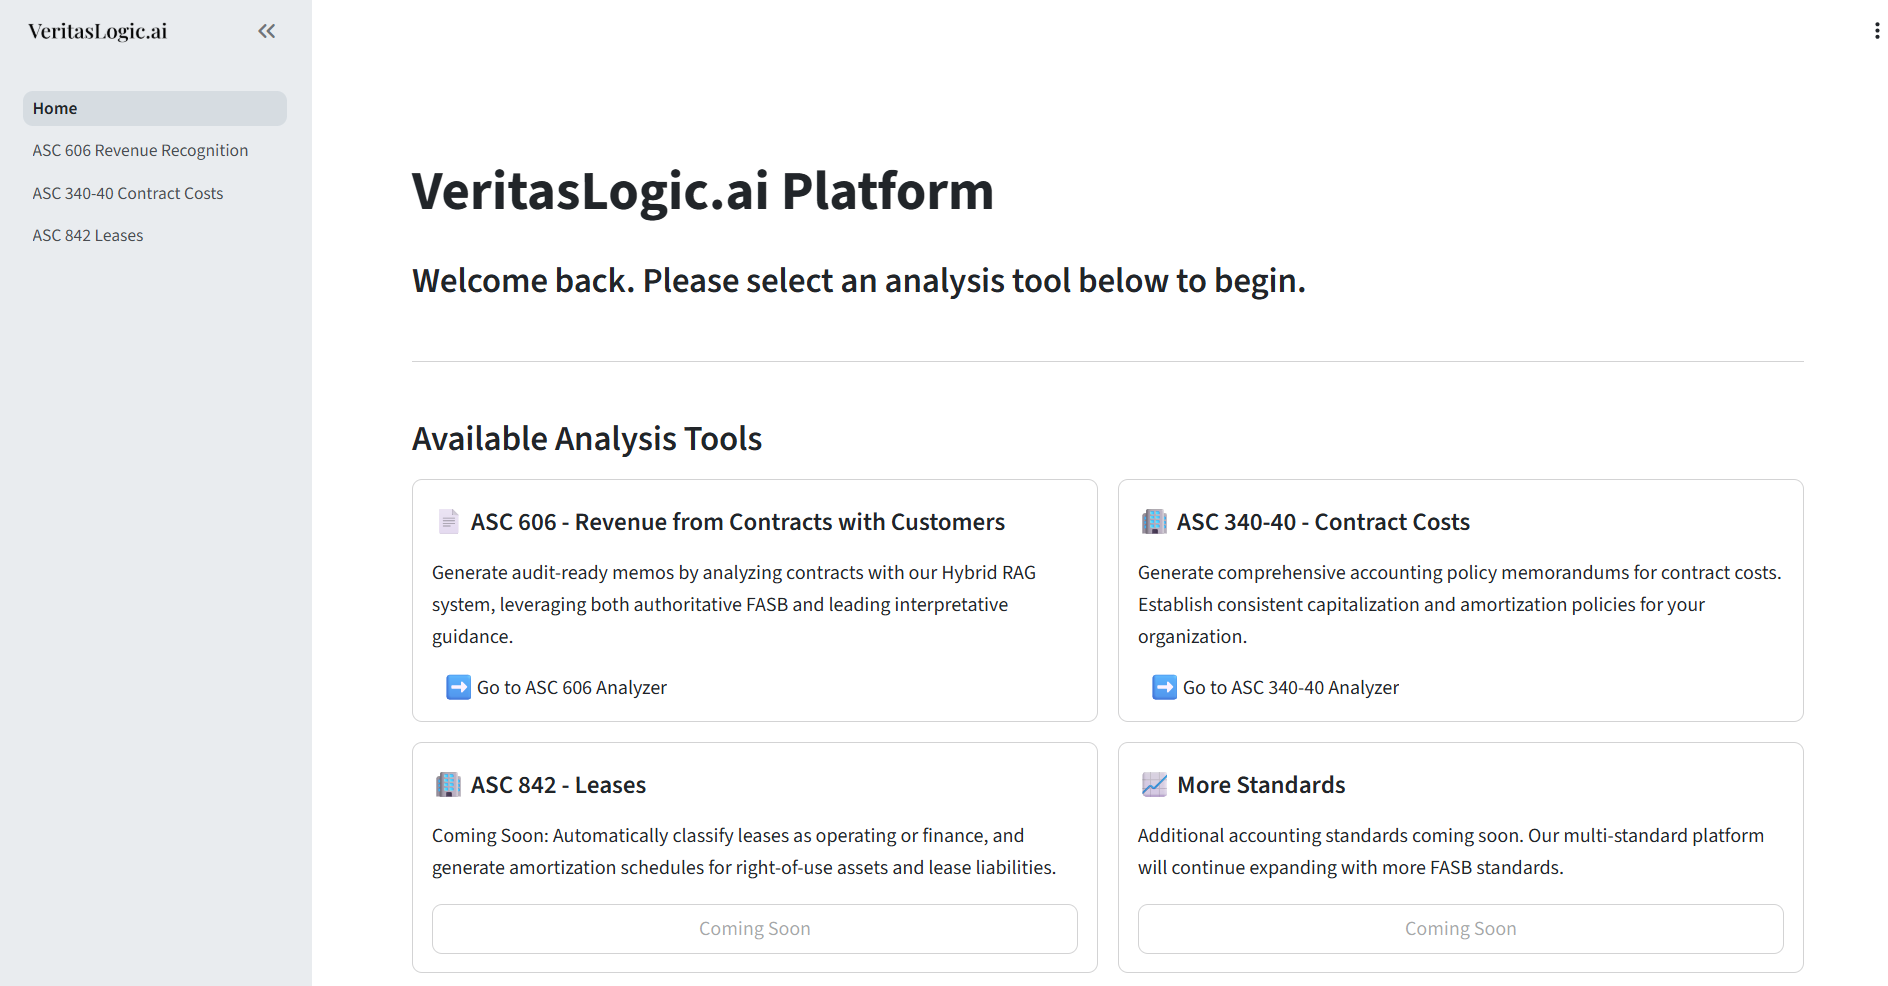 VeritasLogic.ai
Home
ASC 606 Revenue Recognition
ASC 340-40 Contract Costs
ASC 842 Leases
VeritasLogic.ai Platform
Welcome back. Please select an analysis tool below to begin.
Available Analysis Tools
ASC 606 - Revenue from Contracts with Customers
Generate audit-ready memos by analyzing contracts with our Hybrid RAG
system, leveraging both authoritative FASB and leading interpretative
guidance.
Go to ASC 606 Analyzer
ASC 340-40 - Contract Costs
Generate comprehensive accounting policy memorandums for contract costs.
Establish consistent capitalization and amortization policies for your
organization.
Go to ASC 340-40 Analyzer
ASC 842 - Leases
Coming Soon: Automatically classify leases as operating or finance, and
generate amortization schedules for right-of-use assets and lease liabilities.
Coming Soon
More Standards
Additional accounting standards coming soon. Our multi-standard platform
will continue expanding with more FASB standards.
Coming Soon